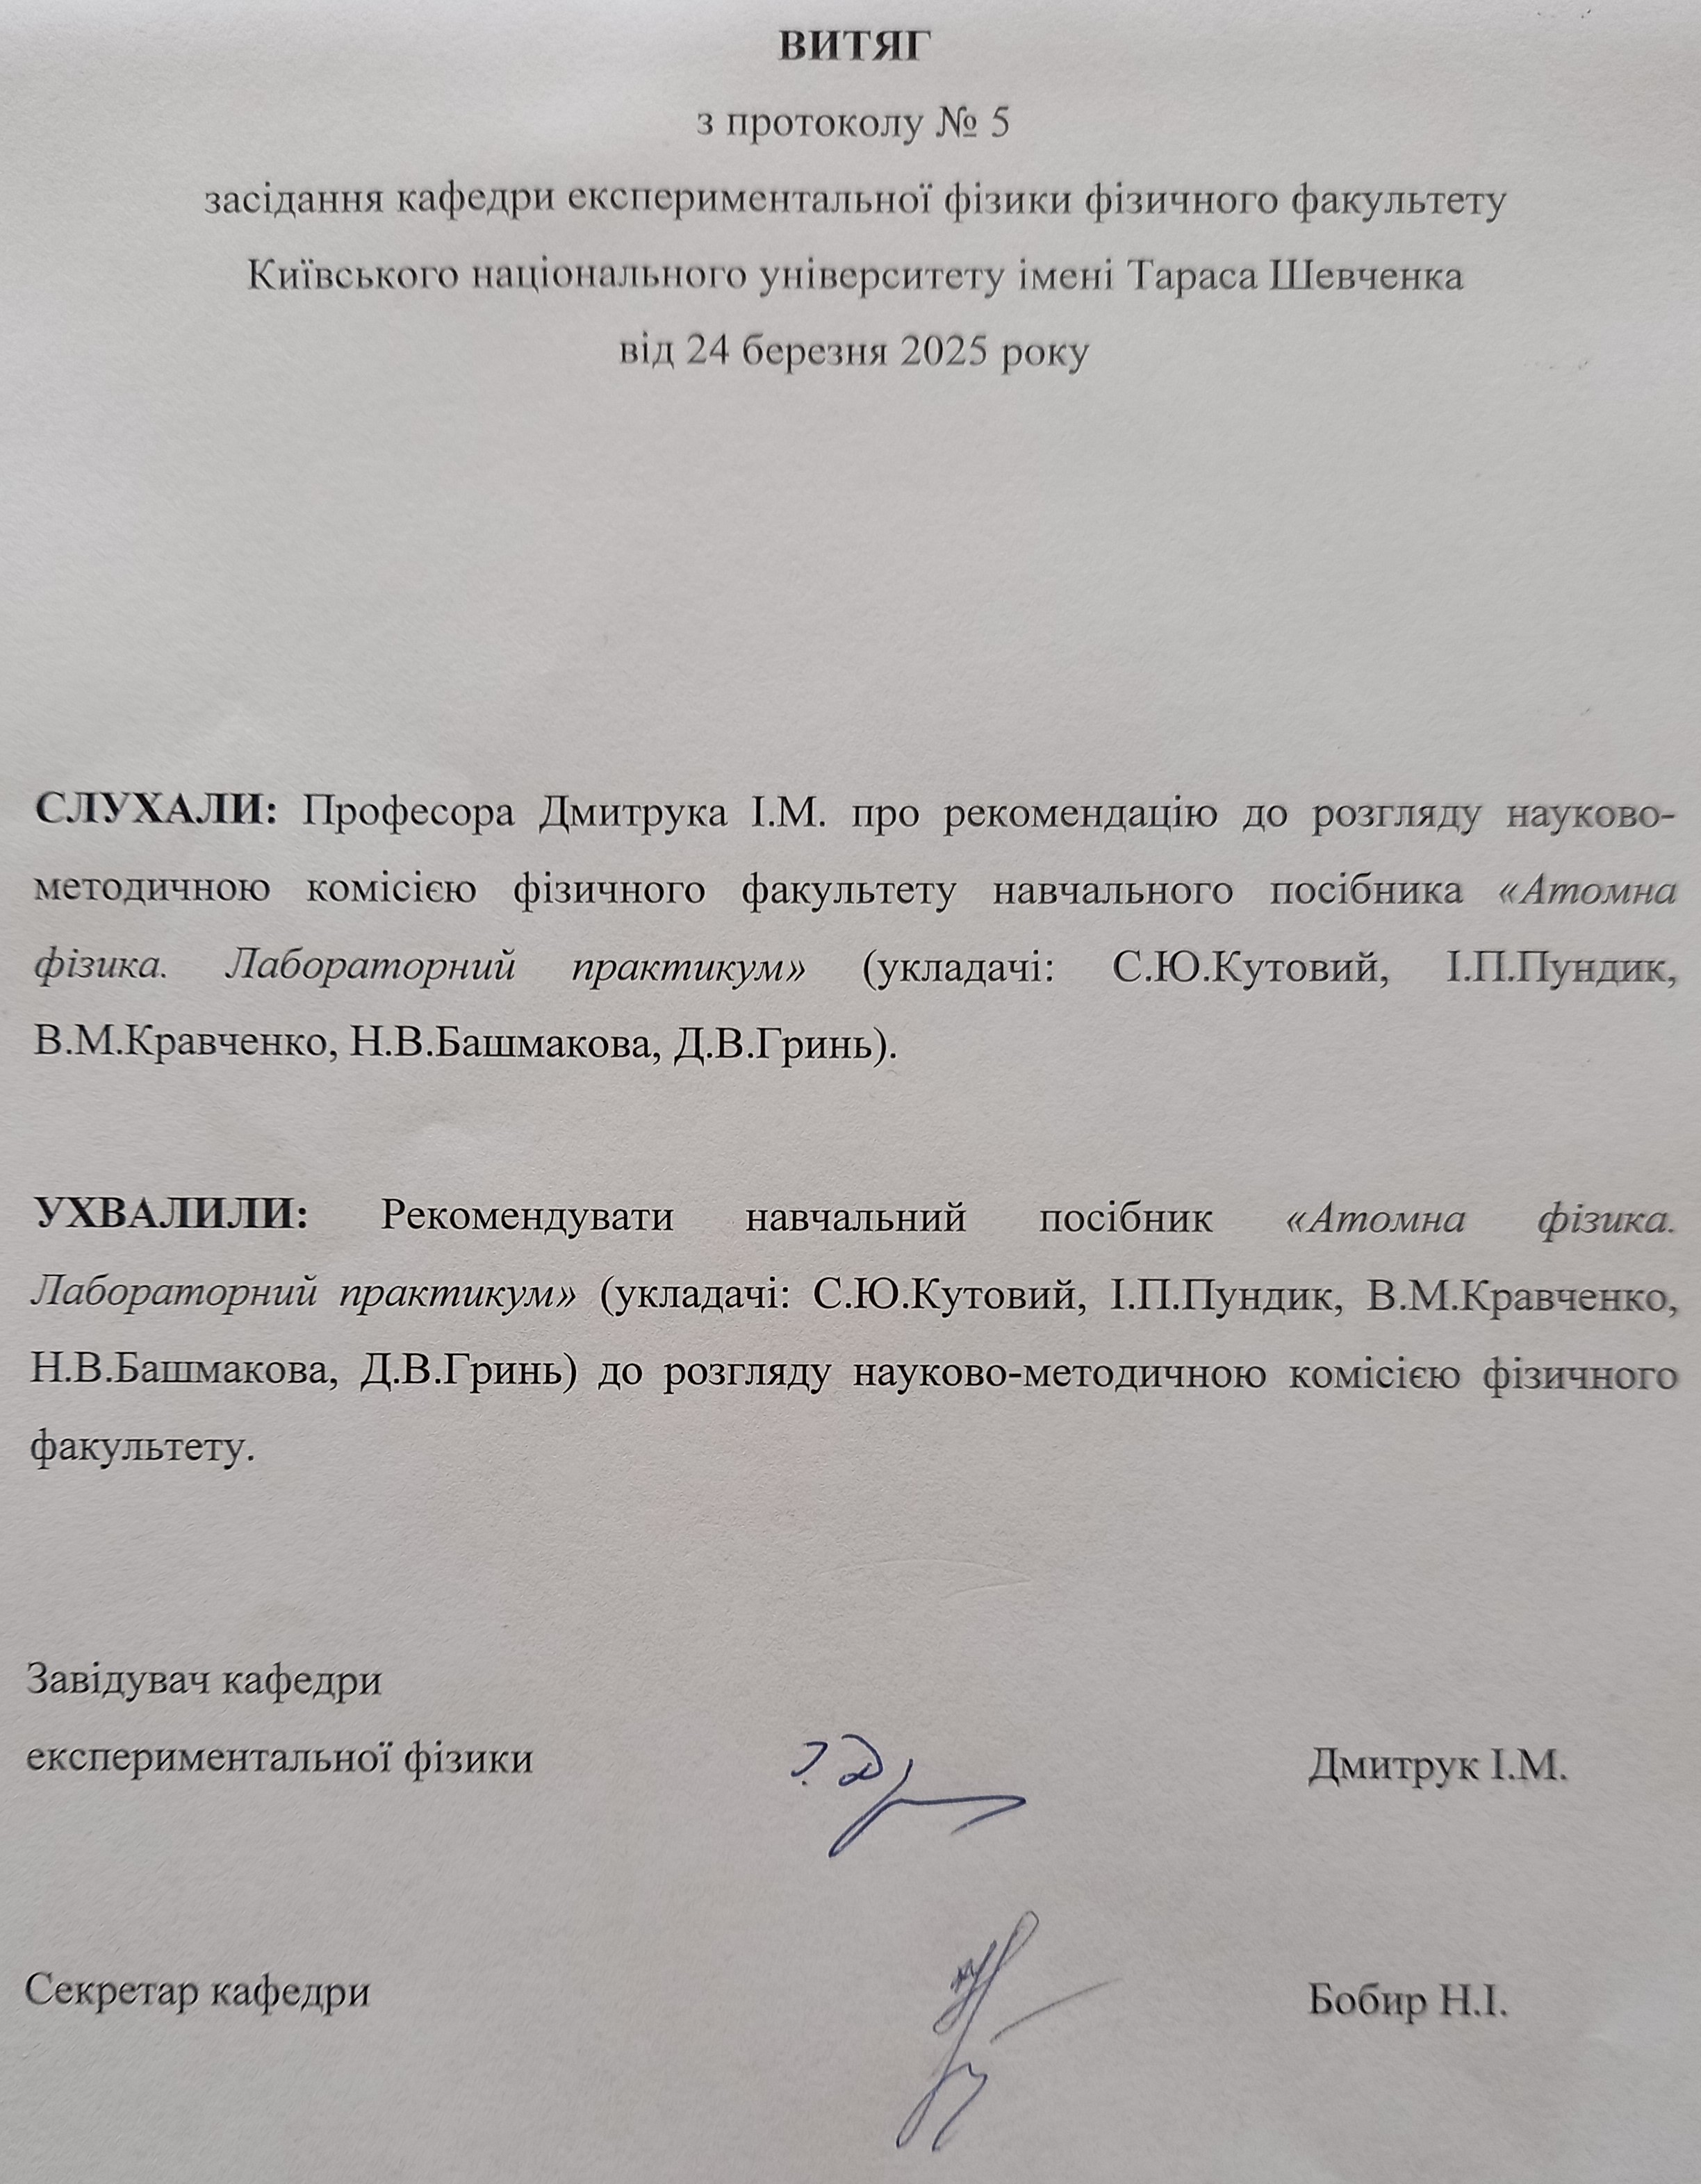 ВИТЯГ
з протоколу № 5
засідання кафедри експериментальної фізики фізичного факультету
Київського національного університету імені Тараса Шевченка
від 24 березня 2025 року
СЛУХАЛИ: Професора Дмитрука І.М. про рекомендацію до розгляду науково-
методичною комісією фізичного факультету навчального посібника «Атомна
фізика. Лабораторний практикум» (укладачі: С.Ю.Кутовий, І.П.Пундик,
В.М.Кравченко, Н.В.Башмакова, Д.В.Гринь).
УХВАЛИЛИ: Рекомендувати навчальний посібник «Атомна фізика.
Лабораторний практикум» (укладачі: С.Ю.Кутовий, І.П.Пундик, В.М.Кравченко,
Н.В.Башмакова, Д.В.Гринь) до розгляду науково-методичною комісією фізичного
факультету.
Завідувач кафедри
експериментальної фізики Дмитрук І.М.
Секретар кафедри Бобир Н.І.